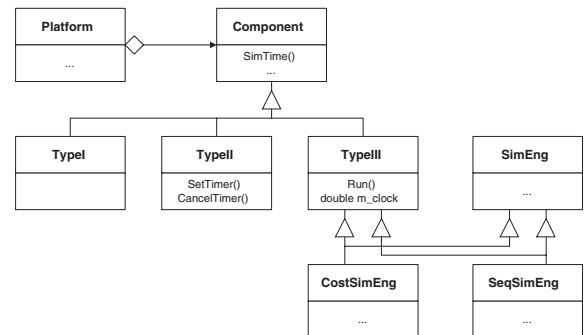 Platform
...
Component
SimTime()
...
TypeI
TypeII
SetTimer()
CancelTimer()
TypeIII
Run()
double m_clock
SimEng
...
CostSimEng
...
SeqSimEng
...